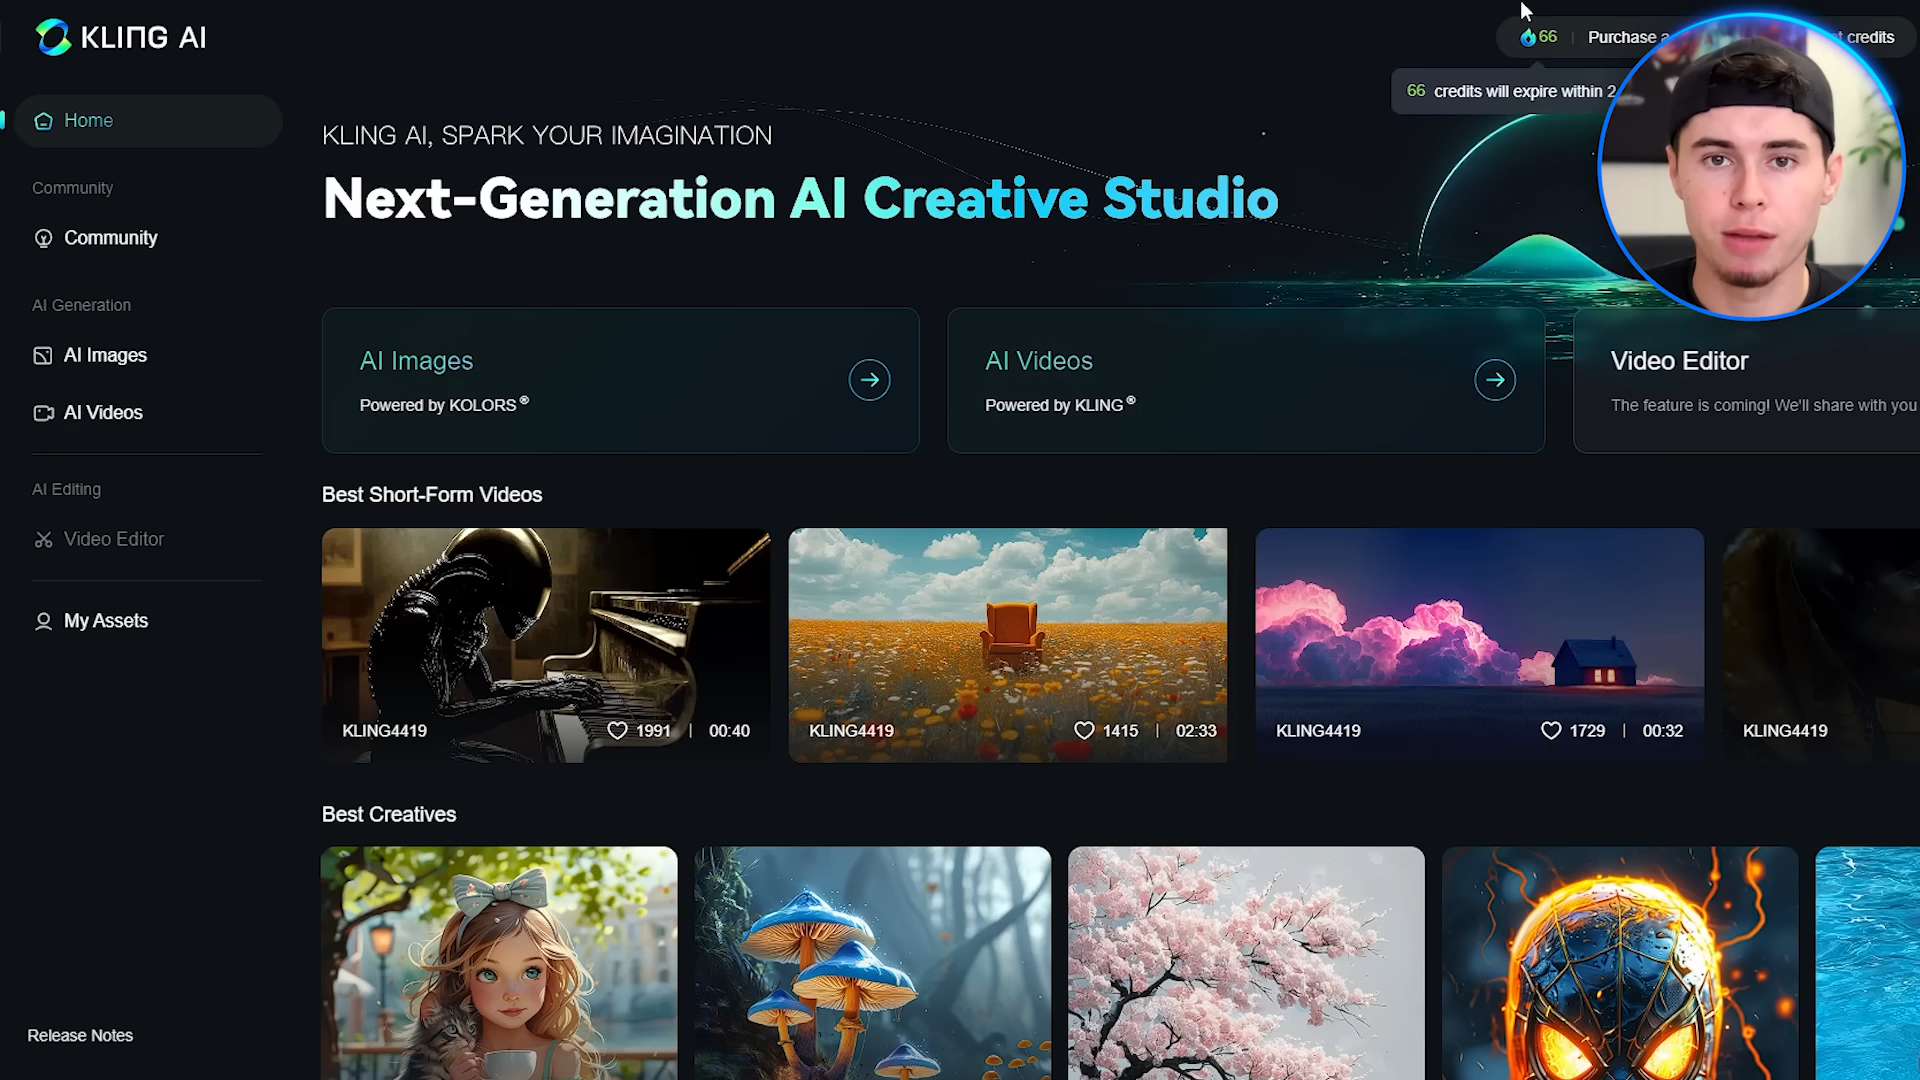 KLING AI
66 | Purchase a
t credits
66 credits will expire within 2
Home
KLING AI, SPARK YOUR IMAGINATION
Next-Generation AI Creative Studio
Community
Community
AI Generation
AI Images
AI Videos
AI Editing
Video Editor
My Assets
Release Notes
AI Images
Powered by KOLORS®
AI Videos
Powered by KLING®
Video Editor
The feature is coming! We'll share with you
Best Short-Form Videos
KLING4419 1991 | 00:40
KLING4419 1415 | 02:33
KLING4419 1729 | 00:32
KLING4419
Best Creatives